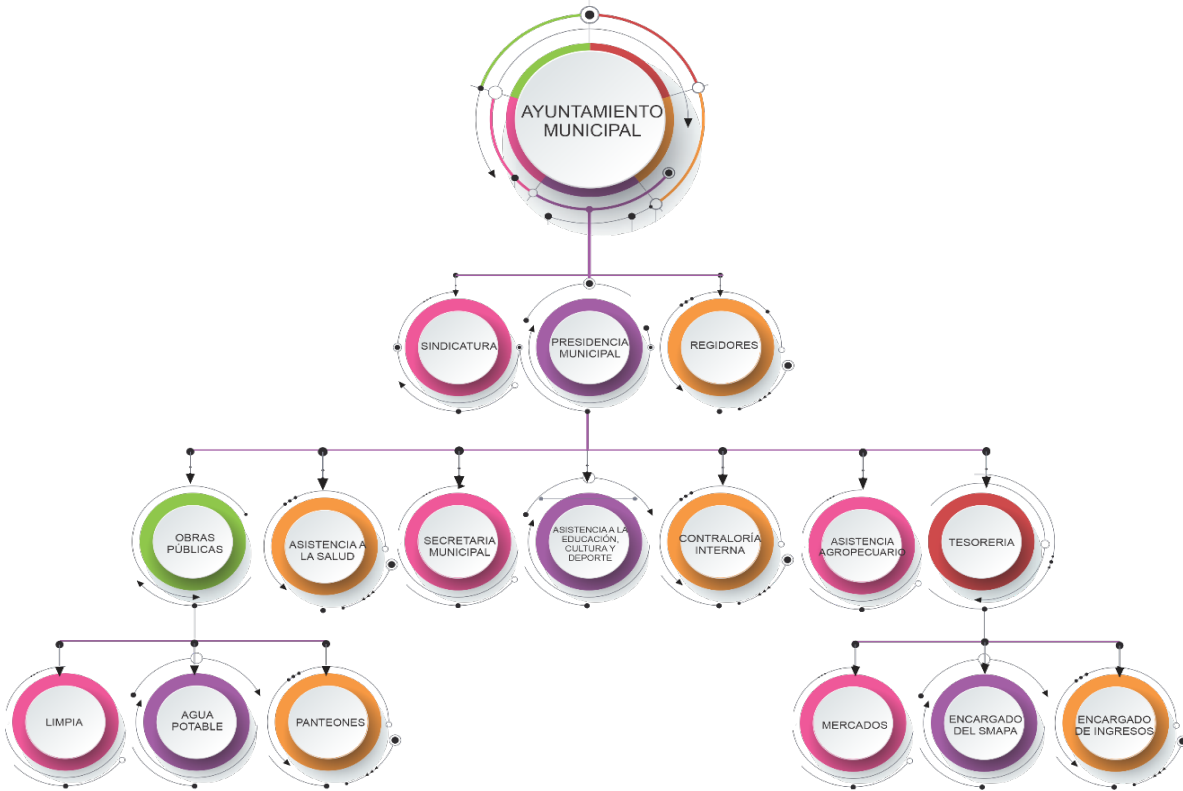 AYUNTAMIENTO
MUNICIPAL
SINDICATURA
PRESIDENCIA
MUNICIPAL
REGIDORES
OBRAS
PÚBLICAS
ASISTENCIA A
LA SALUD
SECRETARIA
MUNICIPAL
ASISTENCIA A LA
EDUCACIÓN,
CULTURA Y
DEPORTE
CONTRALORÍA
INTERNA
ASISTENCIA
AGROPECUARIO
TESORERIA
LIMPIA
AGUA
POTABLE
PANTEONES
MERCADOS
ENCARGADO
DEL SMAPA
ENCARGADO
DE INGRESOS